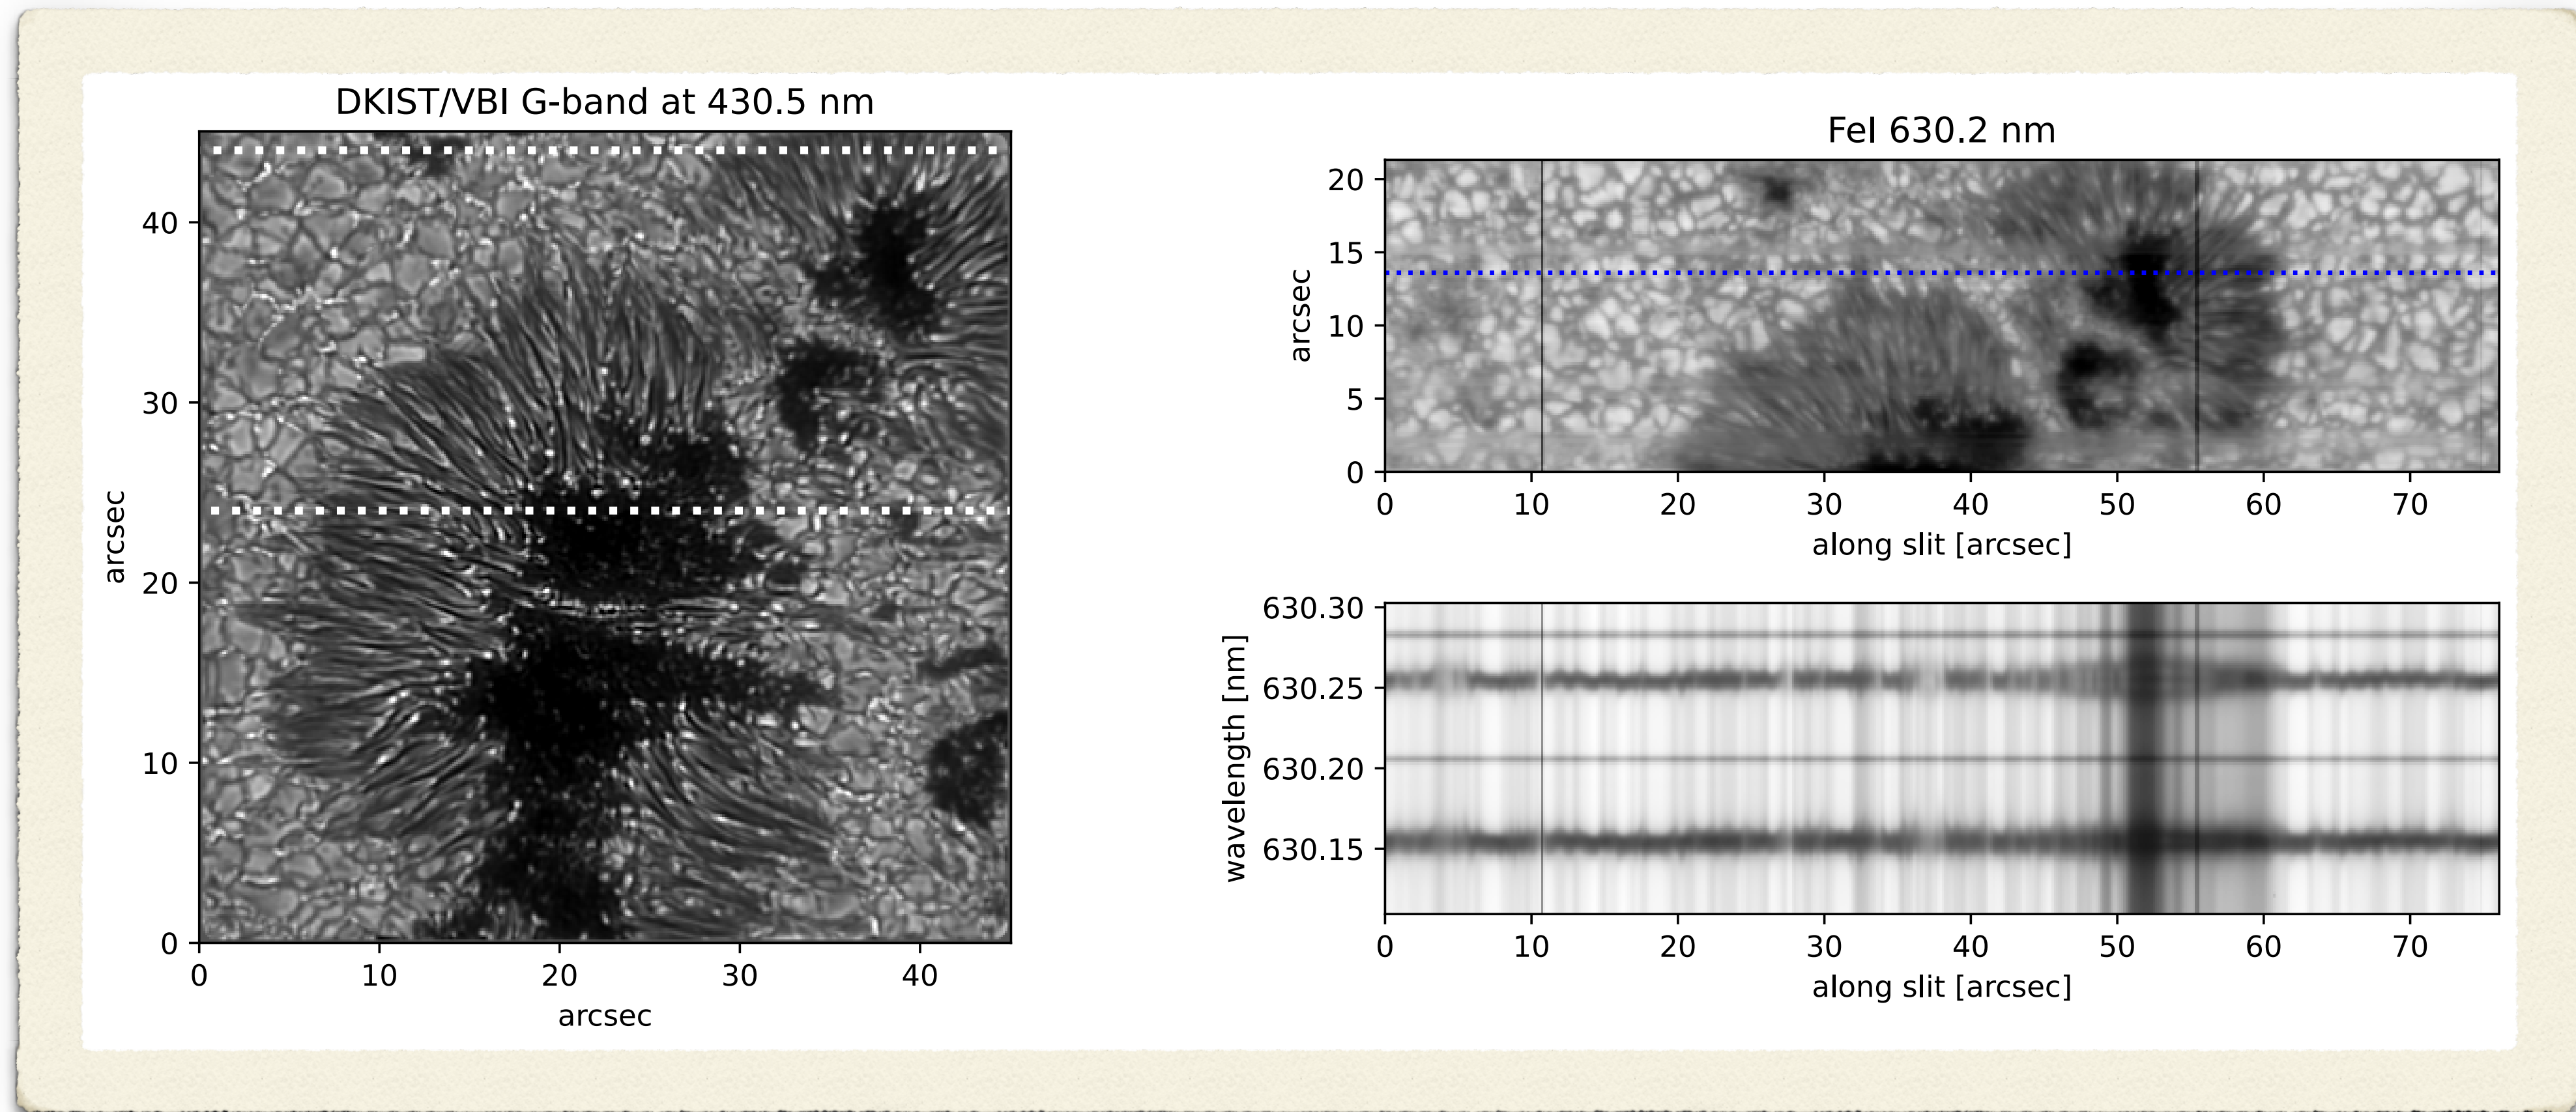 DKIST/VBI G-band at 430.5 nm
40
30
20
10
0
arcsec
0 10 20 30 40
arcsec
FeI 630.2 nm
20
15
10
5
0
arcsec
0 10 20 30 40 50 60 70
along slit [arcsec]
630.30
630.25
630.20
630.15
wavelength [nm]
0 10 20 30 40 50 60 70
along slit [arcsec]